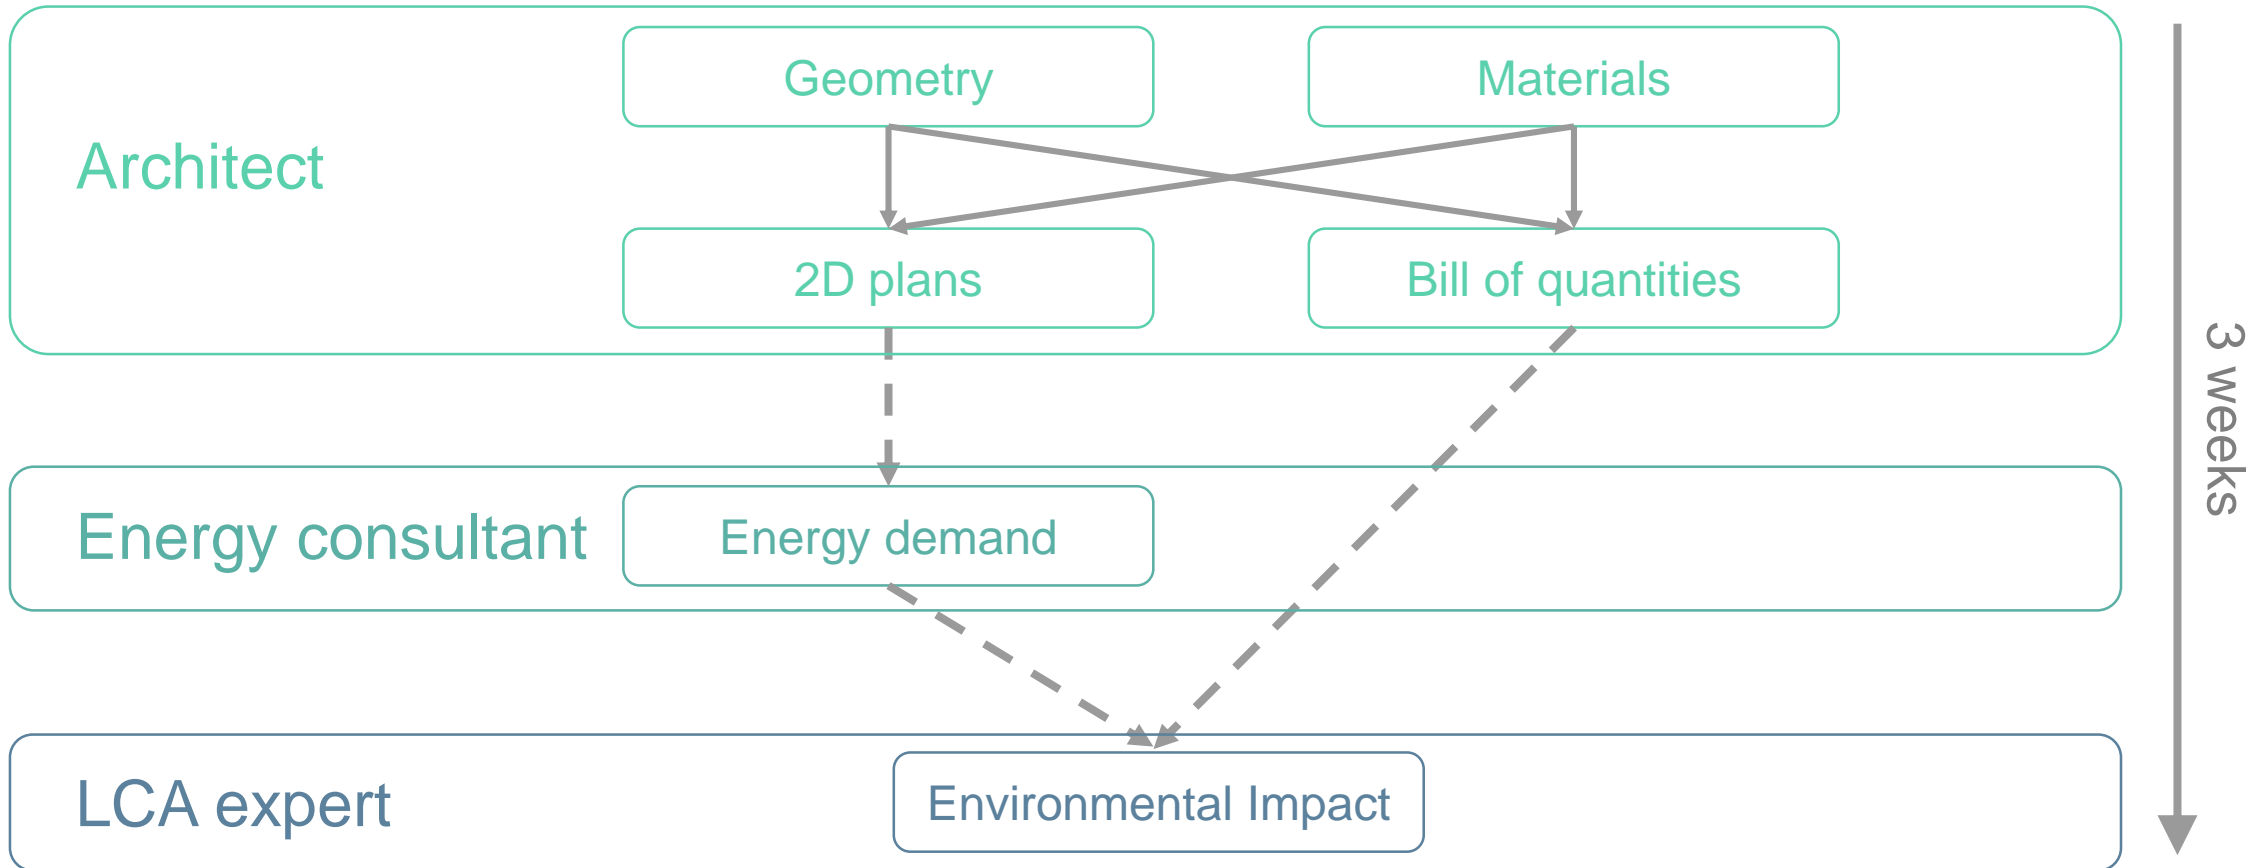 Geometry
Materials
Architect
2D plans
Bill of quantities
3 weeks
Energy consultant
Energy demand
LCA expert
Environmental Impact